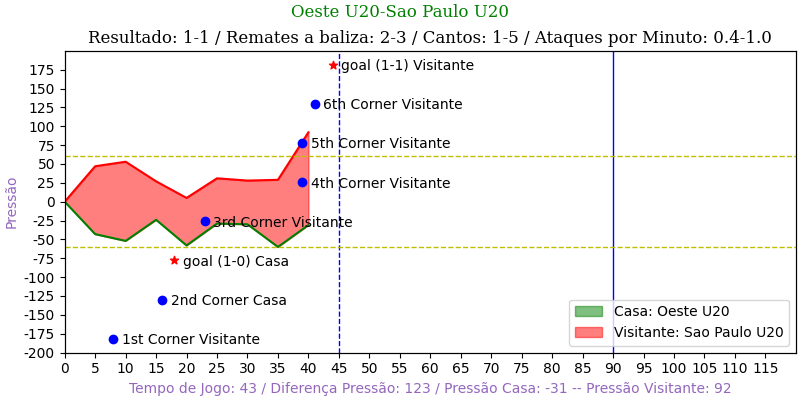 Oeste U20-Sao Paulo U20
Resultado: 1-1 / Remates a baliza: 2-3 / Cantos: 1-5 / Ataques por Minuto: 0.4-1.0
175
150
125
100
75
50
25
0
-25
-50
-75
-100
-125
-150
-175
-200
Pressão
goal (1-1) Visitante
6th Corner Visitante
5th Corner Visitante
4th Corner Visitante
3rd Corner Visitante
goal (1-0) Casa
2nd Corner Casa
1st Corner Visitante
Casa: Oeste U20
Visitante: Sao Paulo U20
0 5 10 15 20 25 30 35 40 45 50 55 60 65 70 75 80 85 90 95 100 105 110 115
Tempo de Jogo: 43 / Diferença Pressão: 123 / Pressão Casa: -31 -- Pressão Visitante: 92